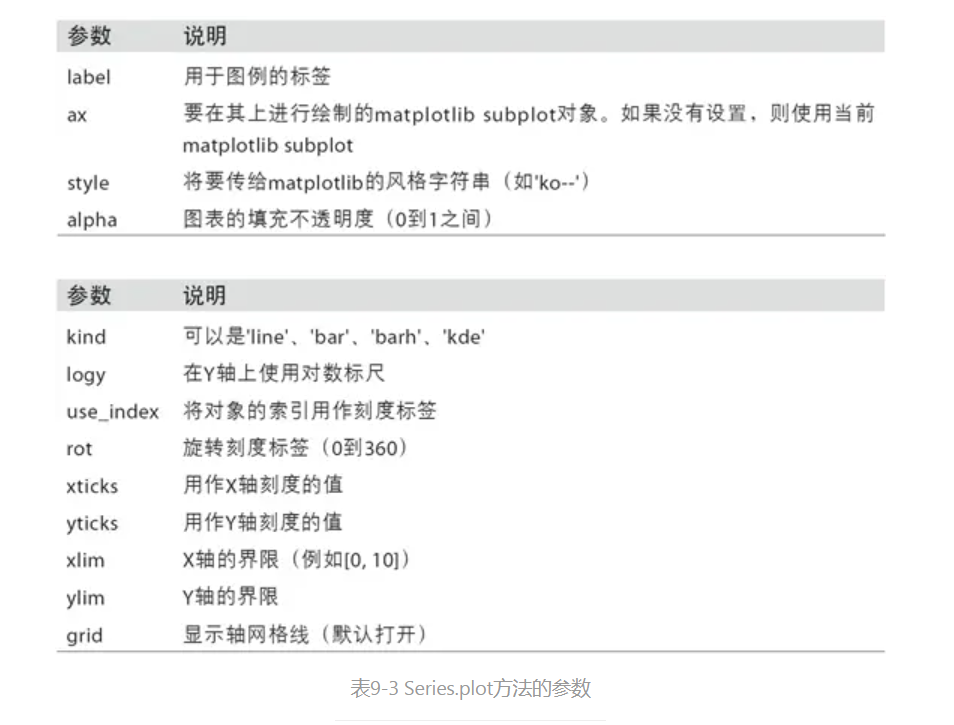 参数 说明
label 用于图例的标签
ax 要在其上进行绘制的matplotlib subplot对象。如果没有设置，则使用当前
matplotlib subplot
style 将要传给matplotlib的风格字符串（如'ko--'）
alpha 图表的填充不透明度（0到1之间）
参数 说明
kind 可以是'line'、'bar'、'barh'、'kde'
logy 在Y轴上使用对数标尺
use_index 将对象的索引用作刻度标签
rot 旋转刻度标签（0到360）
xticks 用作X轴刻度的值
yticks 用作Y轴刻度的值
xlim X轴的界限（例如[0, 10]）
ylim Y轴的界限
grid 显示轴网格线（默认打开）
表9-3 Series.plot方法的参数